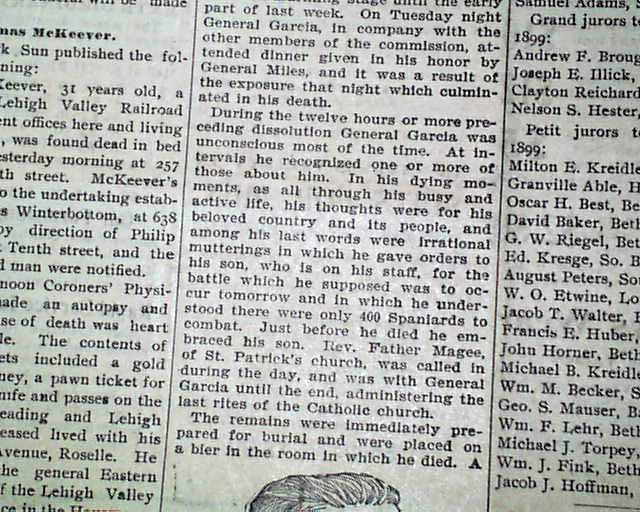 mas McKeever.
Sun published the fol-
ning:
Keever, 31 years old, a
Lehigh Valley Railroad
ent offices here and living
, was found dead in bed
esterday morning at 257
th street. McKeever's
o the undertaking estab-
s Winterbottom, at 638
by direction of Philip
Tenth street, and the
d man were notified.
noon Coroners' Physi-
ade an autopsy and
se of death was heart
le. The contents of
ets included a gold
ney, a pawn ticket for
nife and passes on the
eading and Lehigh
eased lived with his
venue, Roselle. He
he general Eastern
f the Lehigh Valley
ce in the
part of last week. On Tuesday night
General Garcia, in company with the
other members of the commission, at-
tended dinner given in his honor by
General Miles, and it was a result of
the exposure that night which culmin-
ated in his death.
During the twelve hours or more pre-
ceding dissolution General Garcia was
unconscious most of the time. At in-
tervals he recognized one or more of
those about him. In his dying mo-
ments, as all through his busy and
active life, his thoughts were for his
beloved country and its people, and
among his last words were irrational
mutterings in which he gave orders to
his son, who is on his staff, for the
battle which he supposed was to oc-
cur tomorrow and in which he under-
stood there were only 400 Spaniards to
combat. Just before he died he em-
braced his son. Rev. Father Magee,
of St. Patrick's church, was called in
during the day, and was with General
Garcia until the end, administering the
last rites of the Catholic church.
The remains were immediately pre-
pared for burial and were placed on
a bier in the room in which he died. A
Samuel Adams,
Grand jurors t
1899:
Andrew F. Broug
Joseph E. Illick,
Clayton Reichard
Nelson S. Hester,
Petit jurors t
1899:
Milton E. Kreidle
Granville Able, H
Oscar H. Best, Be
David Baker, Beth
G. W. Riegel, Bet
Ed. Kresge, So. B
August Peters, So
W. O. Etwine, Lo
Jacob T. Walter, F
Francis E. Huber,
John Horner, Beth
Michael B. Kreidl
Wm. M. Becker, S
Geo. S. Mauser, B
Wm. F. Lehr, Beth
Michael J. Torpey,
Wm. J. Fink, Beth
Jacob J. Hoffman,